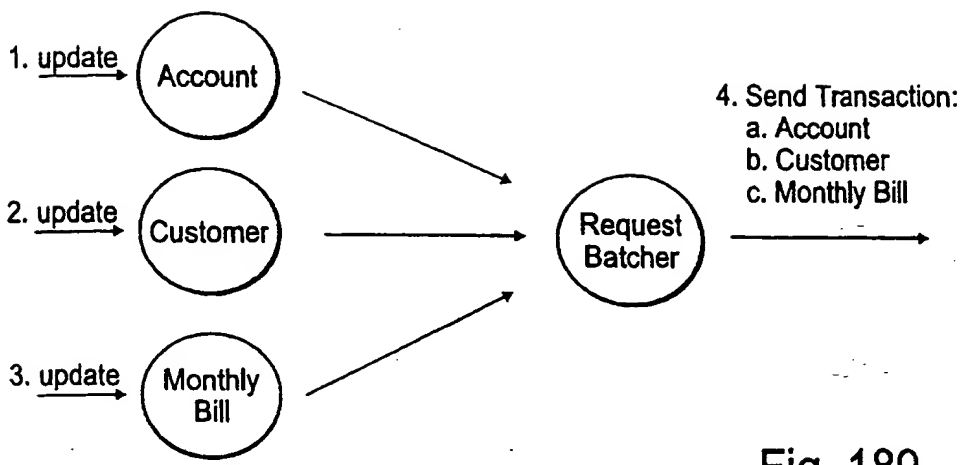 1. update
Account
2. update
Customer
3. update
Monthly
Bill
Request
Batcher
4. Send Transaction:
a. Account
b. Customer
c. Monthly Bill